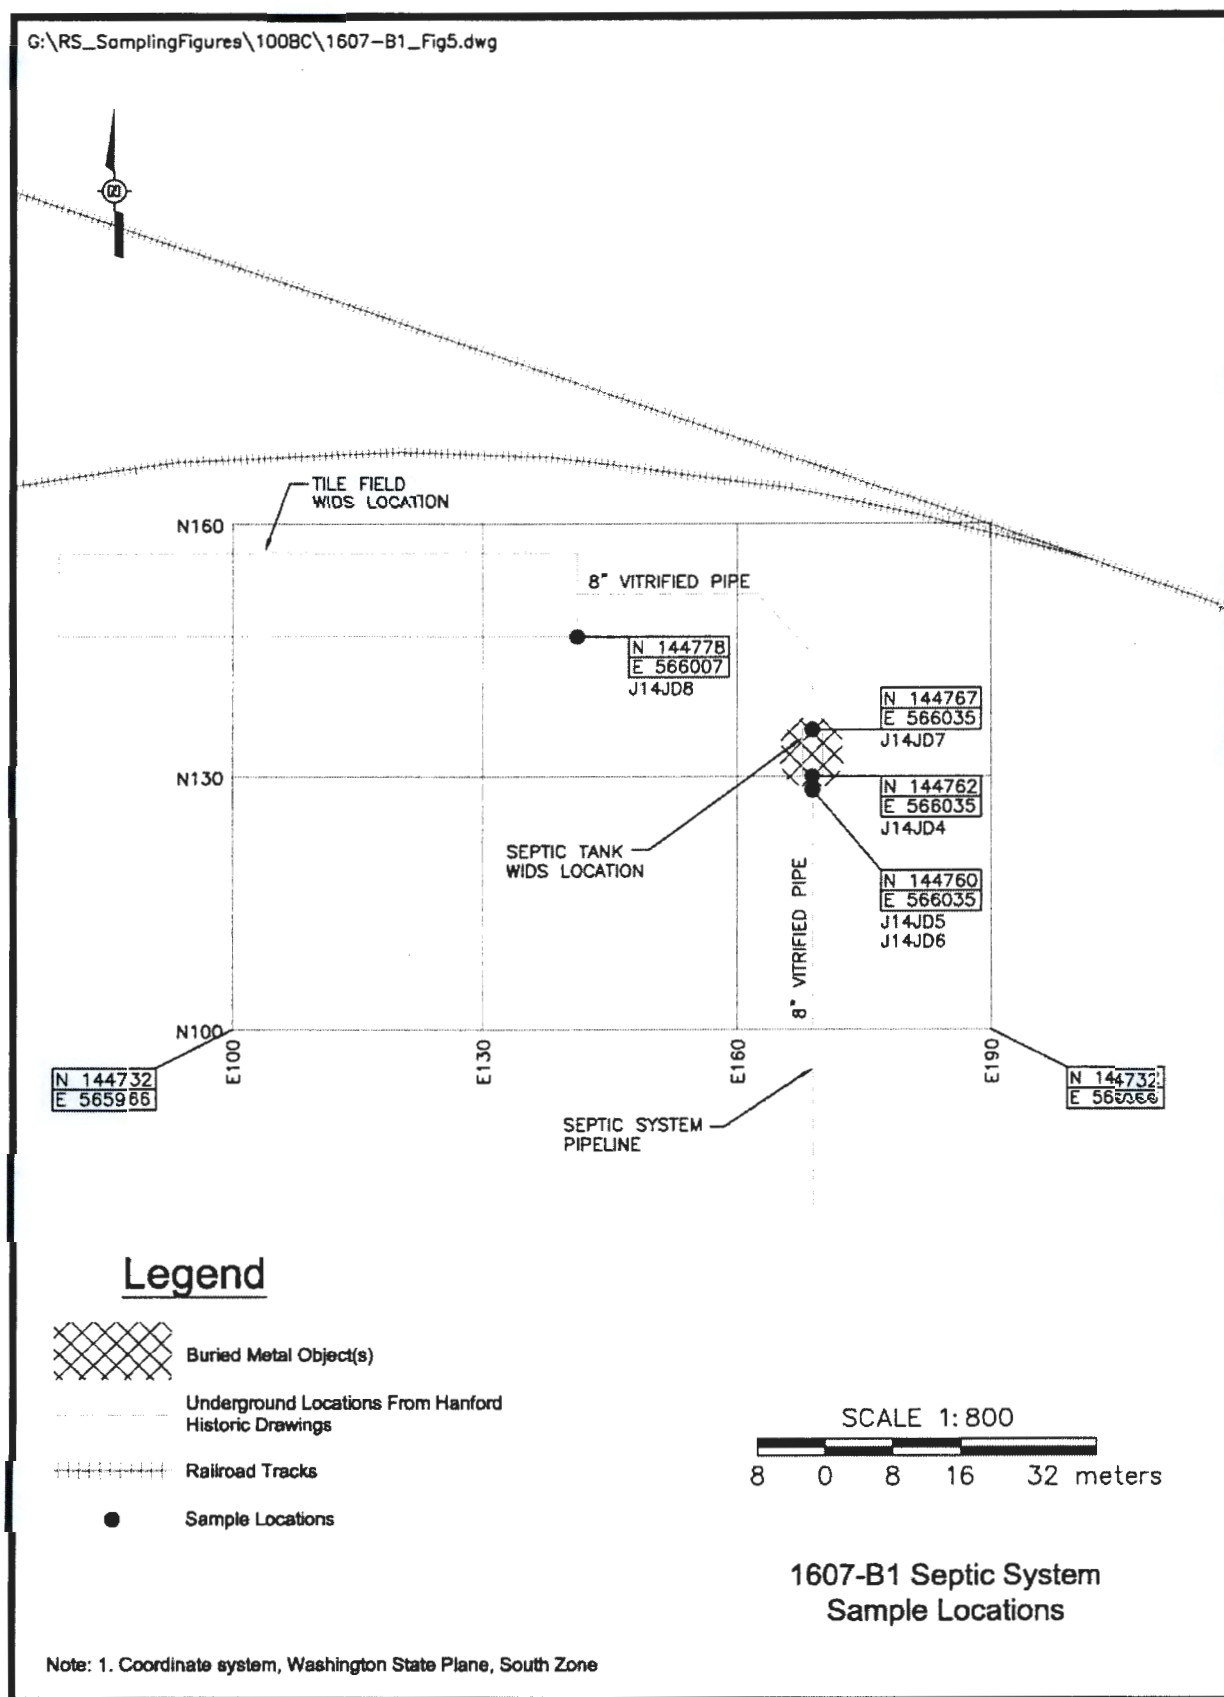 G:\RS_SamplingFigures\100BC\1607-B1_Fig5.dwg
TILE FIELD
WIDS LOCATION
N160
8" VITRIFIED PIPE
N 144778
E 566007
J14JD8
N 144767
E 566035
J14JD7
N130
N 144762
E 566035
J14JD4
SEPTIC TANK
WIDS LOCATION
8" VITRIFIED PIPE
N 144760
E 566035
J14JD5
J14JD6
N100
E100
E130
E160
E190
N 144732
E 565966
N 144732
E
SEPTIC SYSTEM
PIPELINE
Legend
Buried Metal Object(s)
Underground Locations From Hanford
Historic Drawings
Railroad Tracks
Sample Locations
SCALE 1:800
8 0 8 16 32 meters
1607-B1 Septic System
Sample Locations
Note: 1. Coordinate system, Washington State Plane, South Zone